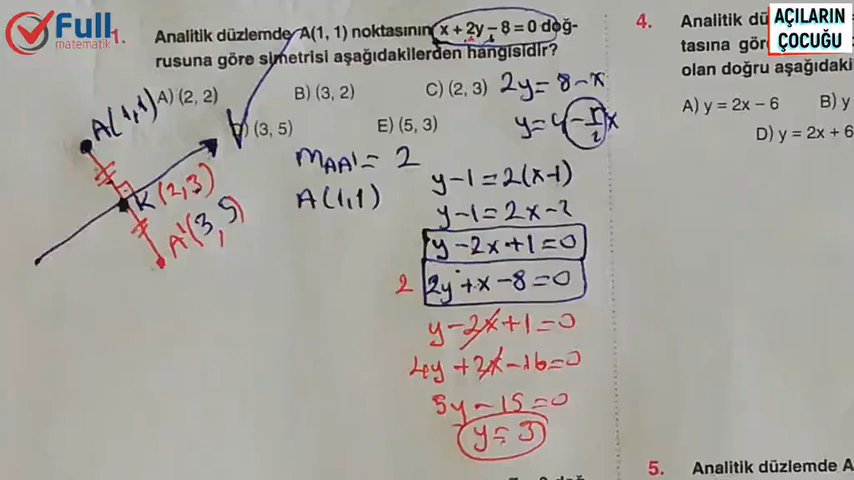 Full
matematik
1. Analitik düzlemde A(1, 1) noktasının x + 2y – 8 = 0 doğ-
rusuna göre simetrisi aşağıdakilerden hangisidir?
A) (2, 2) B) (3, 2) C) (2, 3)
(3, 5) E) (5, 3)
2y = 8 - x
A(1,1)
K(2,3)
A'(3,5)
mAA' = 2
A(1,1)
y-1 = 2(x-1)
y-1 = 2x-2
y-2x+1=0
2 2y+x-8=0
y-2x+1=0
4y+2x-16=0
5y-15=0
y=3
4. Analitik dü
tasına gör
olan doğru aşağıdaki
A) y = 2x – 6 B) y
D) y = 2x + 6
AÇILARIN
ÇOCUĞU
5. Analitik düzlemde A